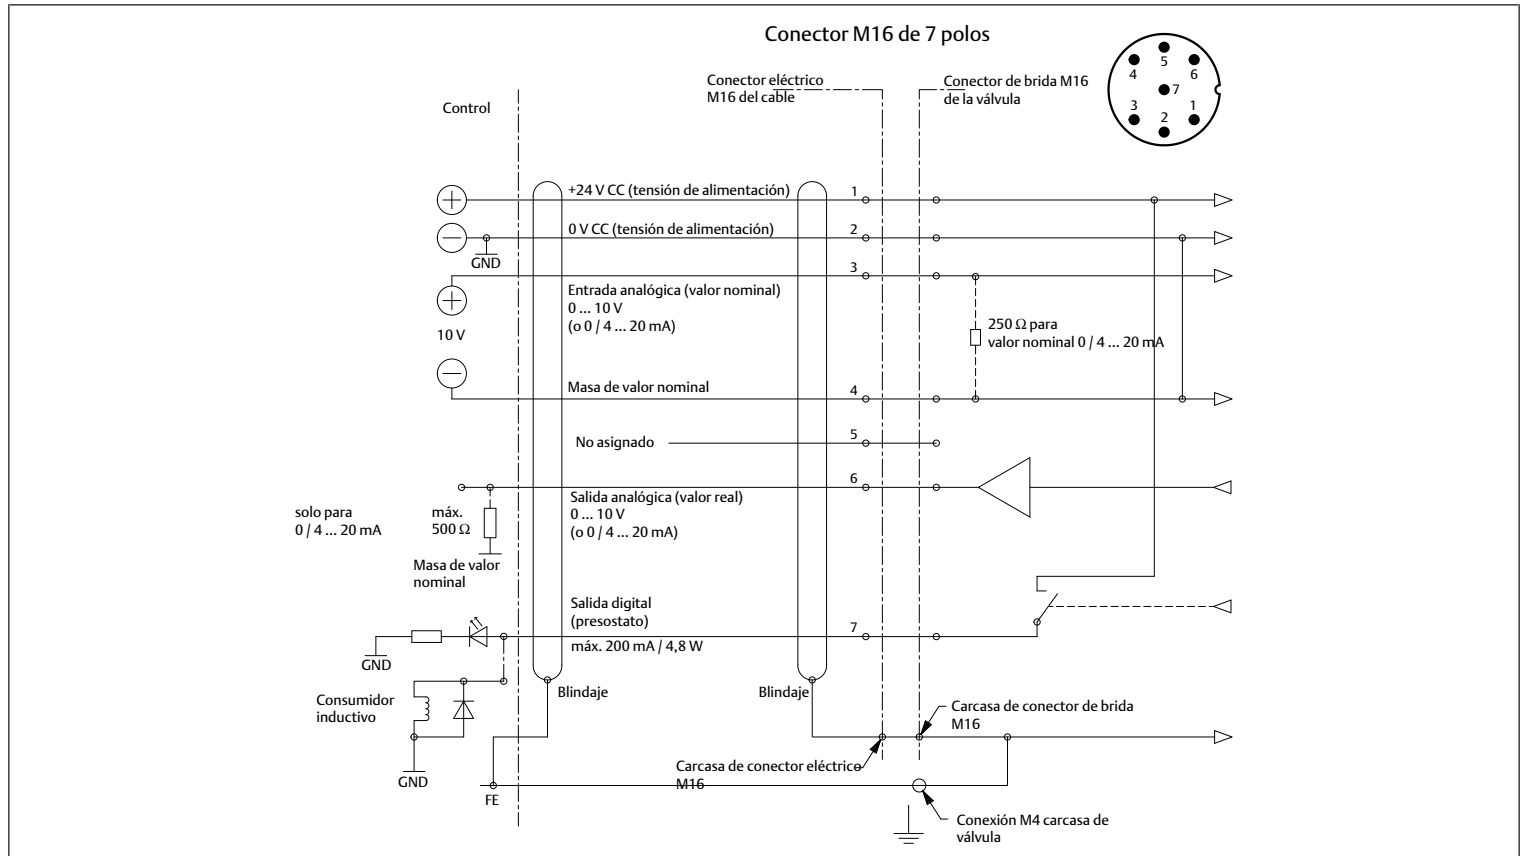 Conector M16 de 7 polos
5
4
6
7
3
1
2
Conector eléctrico
M16 del cable
Conector de brida M16
de la válvula
Control
+24 V CC (tensión de alimentación)
1
0 V CC (tensión de alimentación)
2
GND
3
Entrada analógica (valor nominal)
0 ... 10 V
(o 0 / 4 ... 20 mA)
10 V
250 Ω para
valor nominal 0 / 4 ... 20 mA
Masa de valor nominal
4
No asignado
5
6
Salida analógica (valor real)
0 ... 10 V
(o 0 / 4 ... 20 mA)
solo para
0 / 4 ... 20 mA
máx.
500 Ω
Masa de valor
nominal
Salida digital
(presostato)
máx. 200 mA / 4,8 W
7
GND
Consumidor
inductivo
Blindaje
Blindaje
Carcasa de conector de brida
M16
Carcasa de conector eléctrico
M16
GND
FE
Conexión M4 carcasa de
válvula